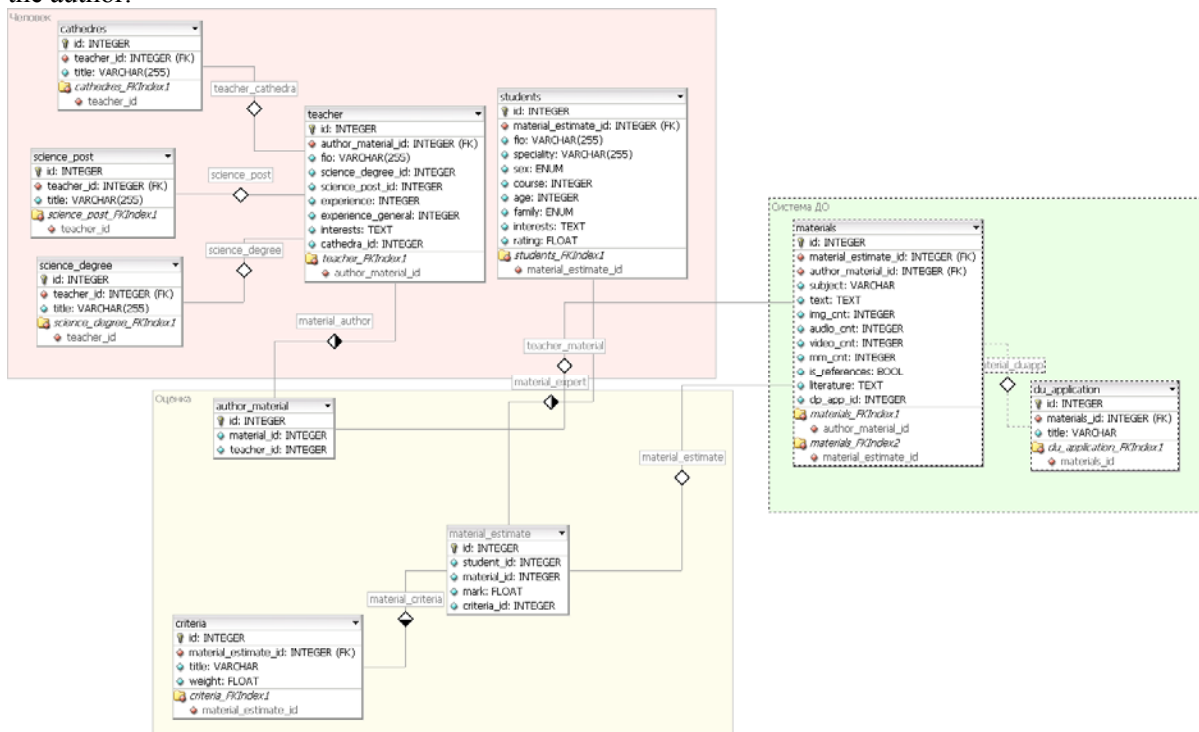 the author.
Человек
cathedres
id: INTEGER
teacher_id: INTEGER (FK)
title: VARCHAR(255)
cathedres_FKIndex1
teacher_id
teacher_cathedra
science_post
id: INTEGER
teacher_id: INTEGER (FK)
title: VARCHAR(255)
science_post_FKIndex1
teacher_id
science_post
science_degree
id: INTEGER
teacher_id: INTEGER (FK)
title: VARCHAR(255)
science_degree_FKIndex1
teacher_id
science_degree
teacher
id: INTEGER
author_material_id: INTEGER (FK)
fio: VARCHAR(255)
science_degree_id: INTEGER
science_post_id: INTEGER
experience: INTEGER
experience_general: INTEGER
interests: TEXT
cathedra_id: INTEGER
teacher_FKIndex1
author_material_id
students
id: INTEGER
material_estimate_id: INTEGER (FK)
fio: VARCHAR(255)
speciality: VARCHAR(255)
sex: ENUM
course: INTEGER
age: INTEGER
family: ENUM
interests: TEXT
rating: FLOAT
students_FKIndex1
material_estimate_id
material_author
teacher_material
material_expert
Система ДО
materials
id: INTEGER
material_estimate_id: INTEGER (FK)
author_material_id: INTEGER (FK)
subject: VARCHAR
text: TEXT
img_cnt: INTEGER
audio_cnt: INTEGER
video_cnt: INTEGER
mm_cnt: INTEGER
is_references: BOOL
literature: TEXT
dp_app_id: INTEGER
materials_FKIndex1
author_material_id
materials_FKIndex2
material_estimate_id
terial_duapp
du_application
id: INTEGER
materials_id: INTEGER (FK)
title: VARCHAR
du_application_FKIndex1
materials_id
Оценка
author_material
id: INTEGER
material_id: INTEGER
teacher_id: INTEGER
material_estimate
material_estimate
id: INTEGER
student_id: INTEGER
material_id: INTEGER
mark: FLOAT
criteria_id: INTEGER
material_criteria
criteria
id: INTEGER
material_estimate_id: INTEGER (FK)
title: VARCHAR
weight: FLOAT
criteria_FKIndex1
material_estimate_id